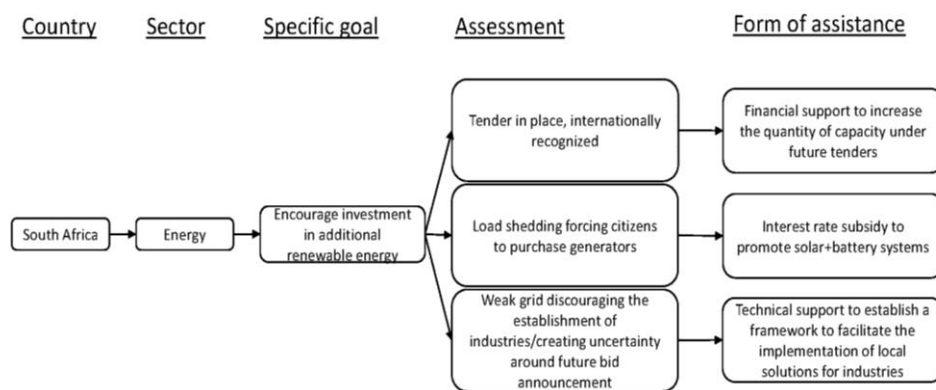 Country
Sector
Specific goal
Assessment
Form of assistance
South Africa
Energy
Encourage investment
in additional
renewable energy
Tender in place, internationally
recognized
Financial support to increase
the quantity of capacity under
future tenders
Load shedding forcing citizens
to purchase generators
Interest rate subsidy to
promote solar+battery systems
Weak grid discouraging the
establishment of
industries/creating uncertainty
around future bid
announcement
Technical support to establish a
framework to facilitate the
implementation of local
solutions for industries